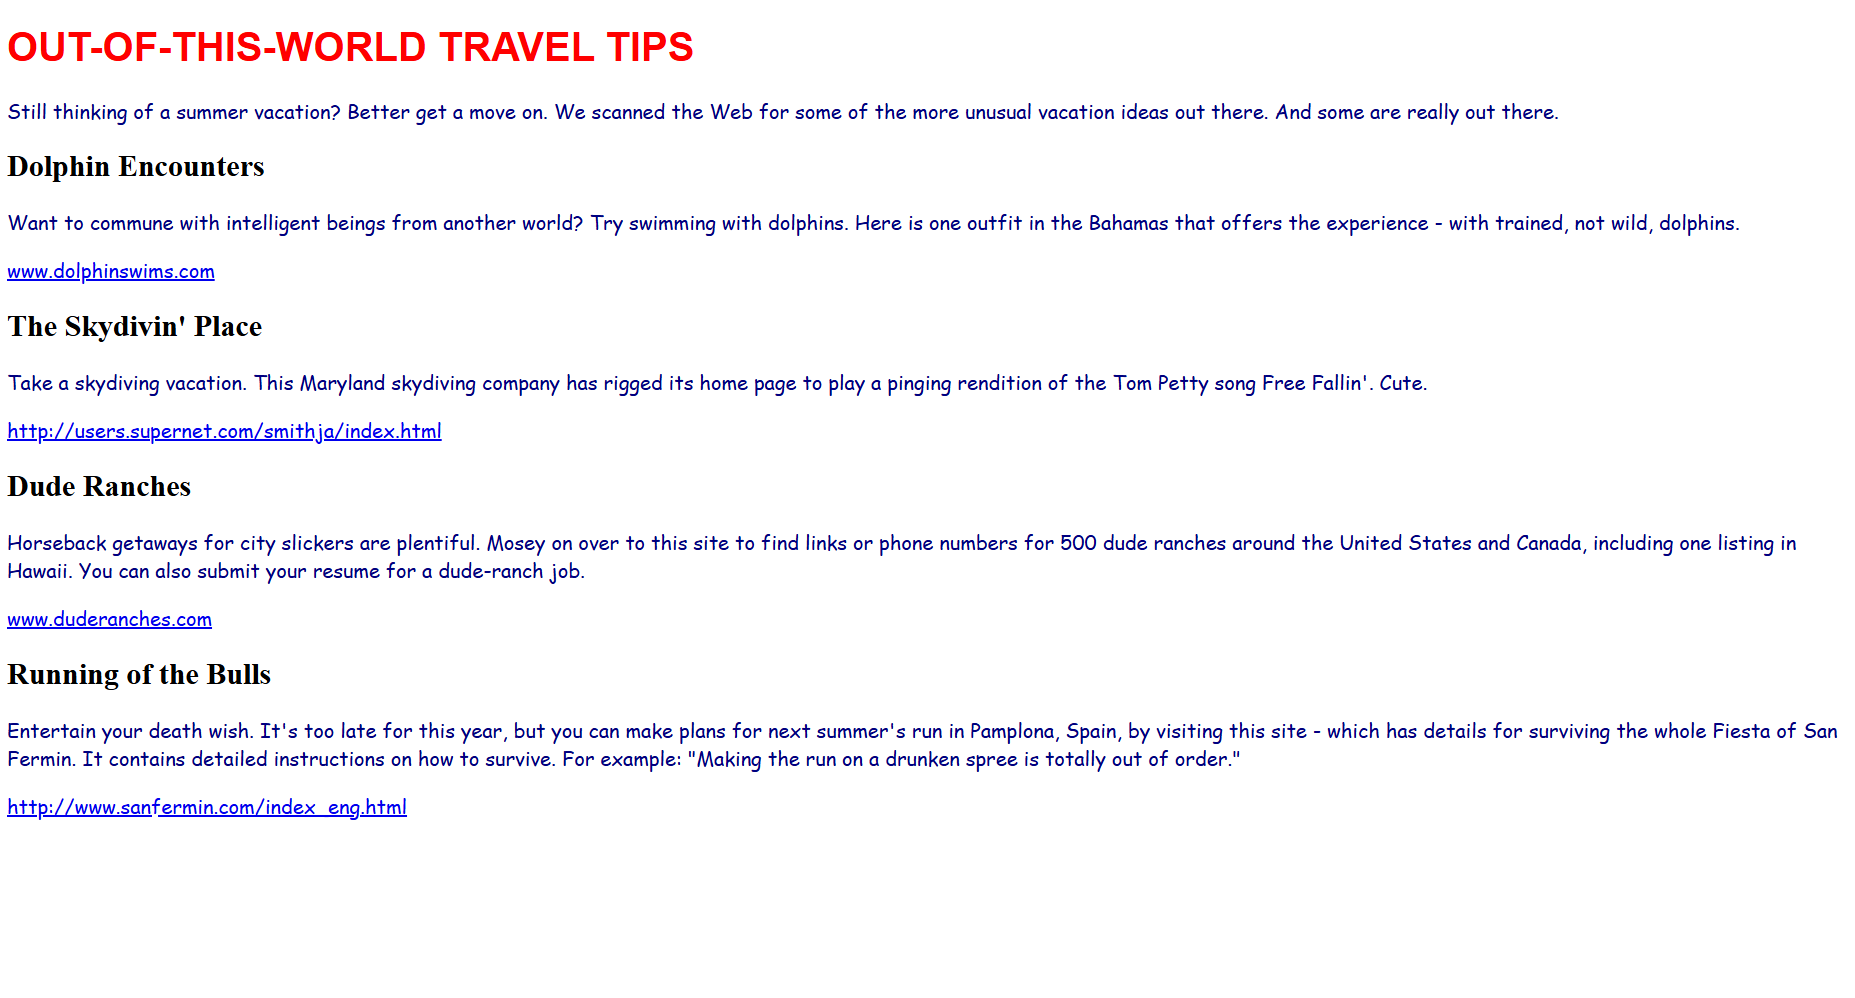 OUT-OF-THIS-WORLD TRAVEL TIPS
Still thinking of a summer vacation? Better get a move on. We scanned the Web for some of the more unusual vacation ideas out there. And some are really out there.
Dolphin Encounters
Want to commune with intelligent beings from another world? Try swimming with dolphins. Here is one outfit in the Bahamas that offers the experience - with trained, not wild, dolphins.
www.dolphinswims.com
The Skydivin' Place
Take a skydiving vacation. This Maryland skydiving company has rigged its home page to play a pinging rendition of the Tom Petty song Free Fallin'. Cute.
http://users.supernet.com/smithja/index.html
Dude Ranches
Horseback getaways for city slickers are plentiful. Mosey on over to this site to find links or phone numbers for 500 dude ranches around the United States and Canada, including one listing in
Hawaii. You can also submit your resume for a dude-ranch job.
www.duderanches.com
Running of the Bulls
Entertain your death wish. It's too late for this year, but you can make plans for next summer's run in Pamplona, Spain, by visiting this site - which has details for surviving the whole Fiesta of San
Fermin. It contains detailed instructions on how to survive. For example: "Making the run on a drunken spree is totally out of order."
http://www.sanfermin.com/index_eng.html